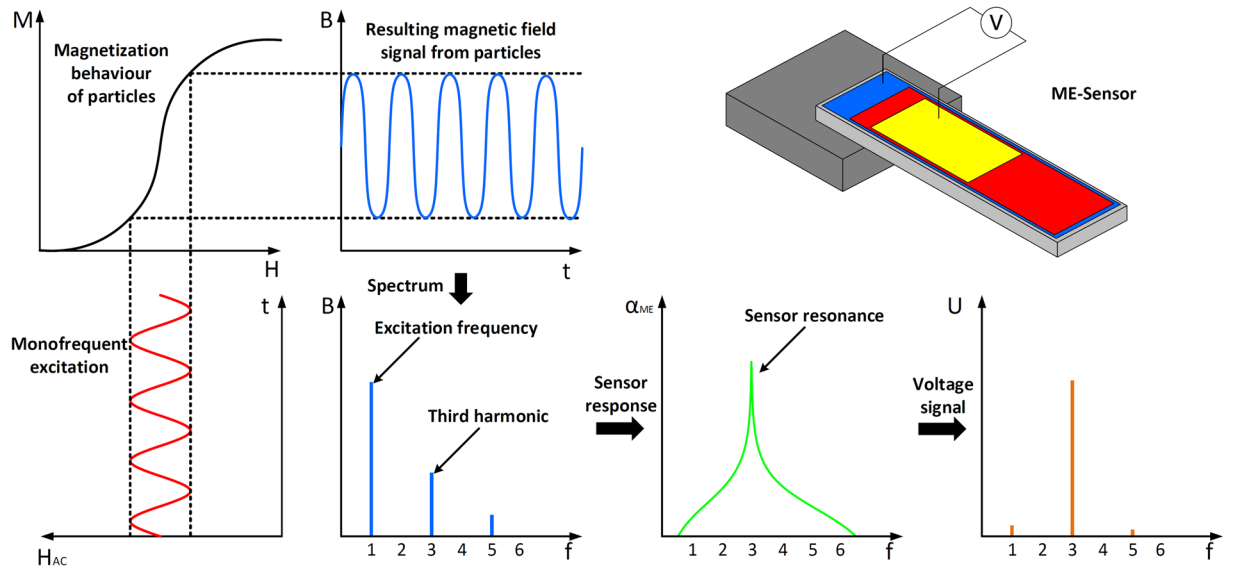 M
Magnetization
behaviour
of particles
H
B
Resulting magnetic field
signal from particles
t
V
ME-Sensor
t
Monofrequent
excitation
HAC
Spectrum
B
Excitation frequency
Third harmonic
1 2 3 4 5 6 f
Sensor
response
αME
Sensor resonance
1 2 3 4 5 6 f
Voltage
signal
U
1 2 3 4 5 6 f